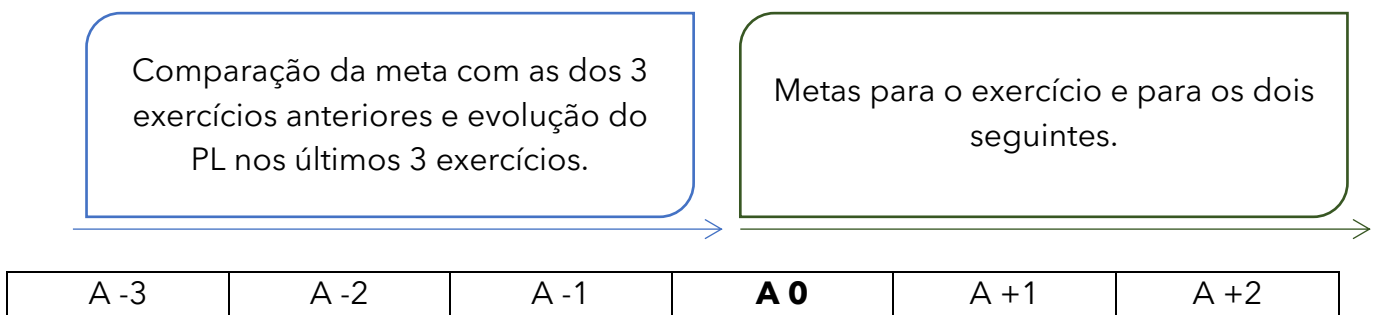 Comparação da meta com as dos 3
exercícios anteriores e evolução do
PL nos últimos 3 exercícios.
Metas para o exercício e para os dois
seguintes.
A -3 A -2 A -1 A 0 A +1 A +2